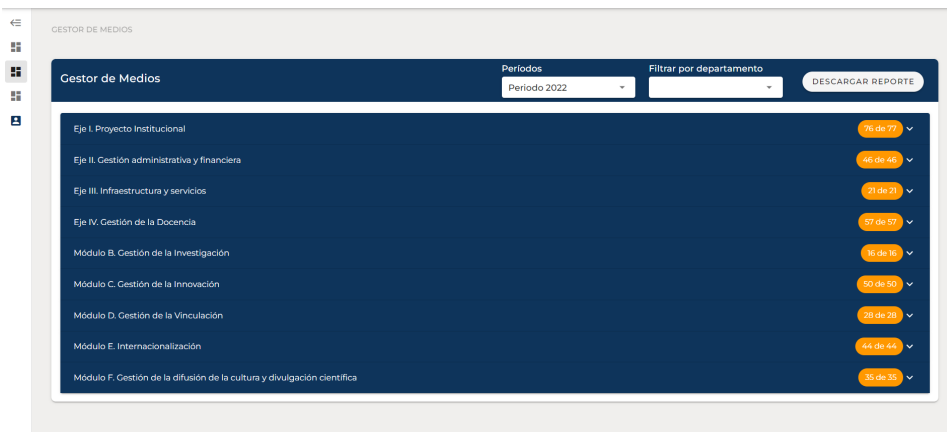 GESTOR DE MEDIOS
Gestor de Medios
Períodos
Periodo 2022
Filtrar por departamento
DESCARGAR REPORTE
Eje I. Proyecto Institucional 76 de 77
Eje II. Gestión administrativa y financiera 46 de 46
Eje III. Infraestructura y servicios 21 de 21
Eje IV. Gestión de la Docencia 57 de 57
Módulo B. Gestión de la Investigación 16 de 16
Módulo C. Gestión de la Innovación 50 de 50
Módulo D. Gestión de la Vinculación 28 de 28
Módulo E. Internacionalización 44 de 44
Módulo F. Gestión de la difusión de la cultura y divulgación científica 35 de 35